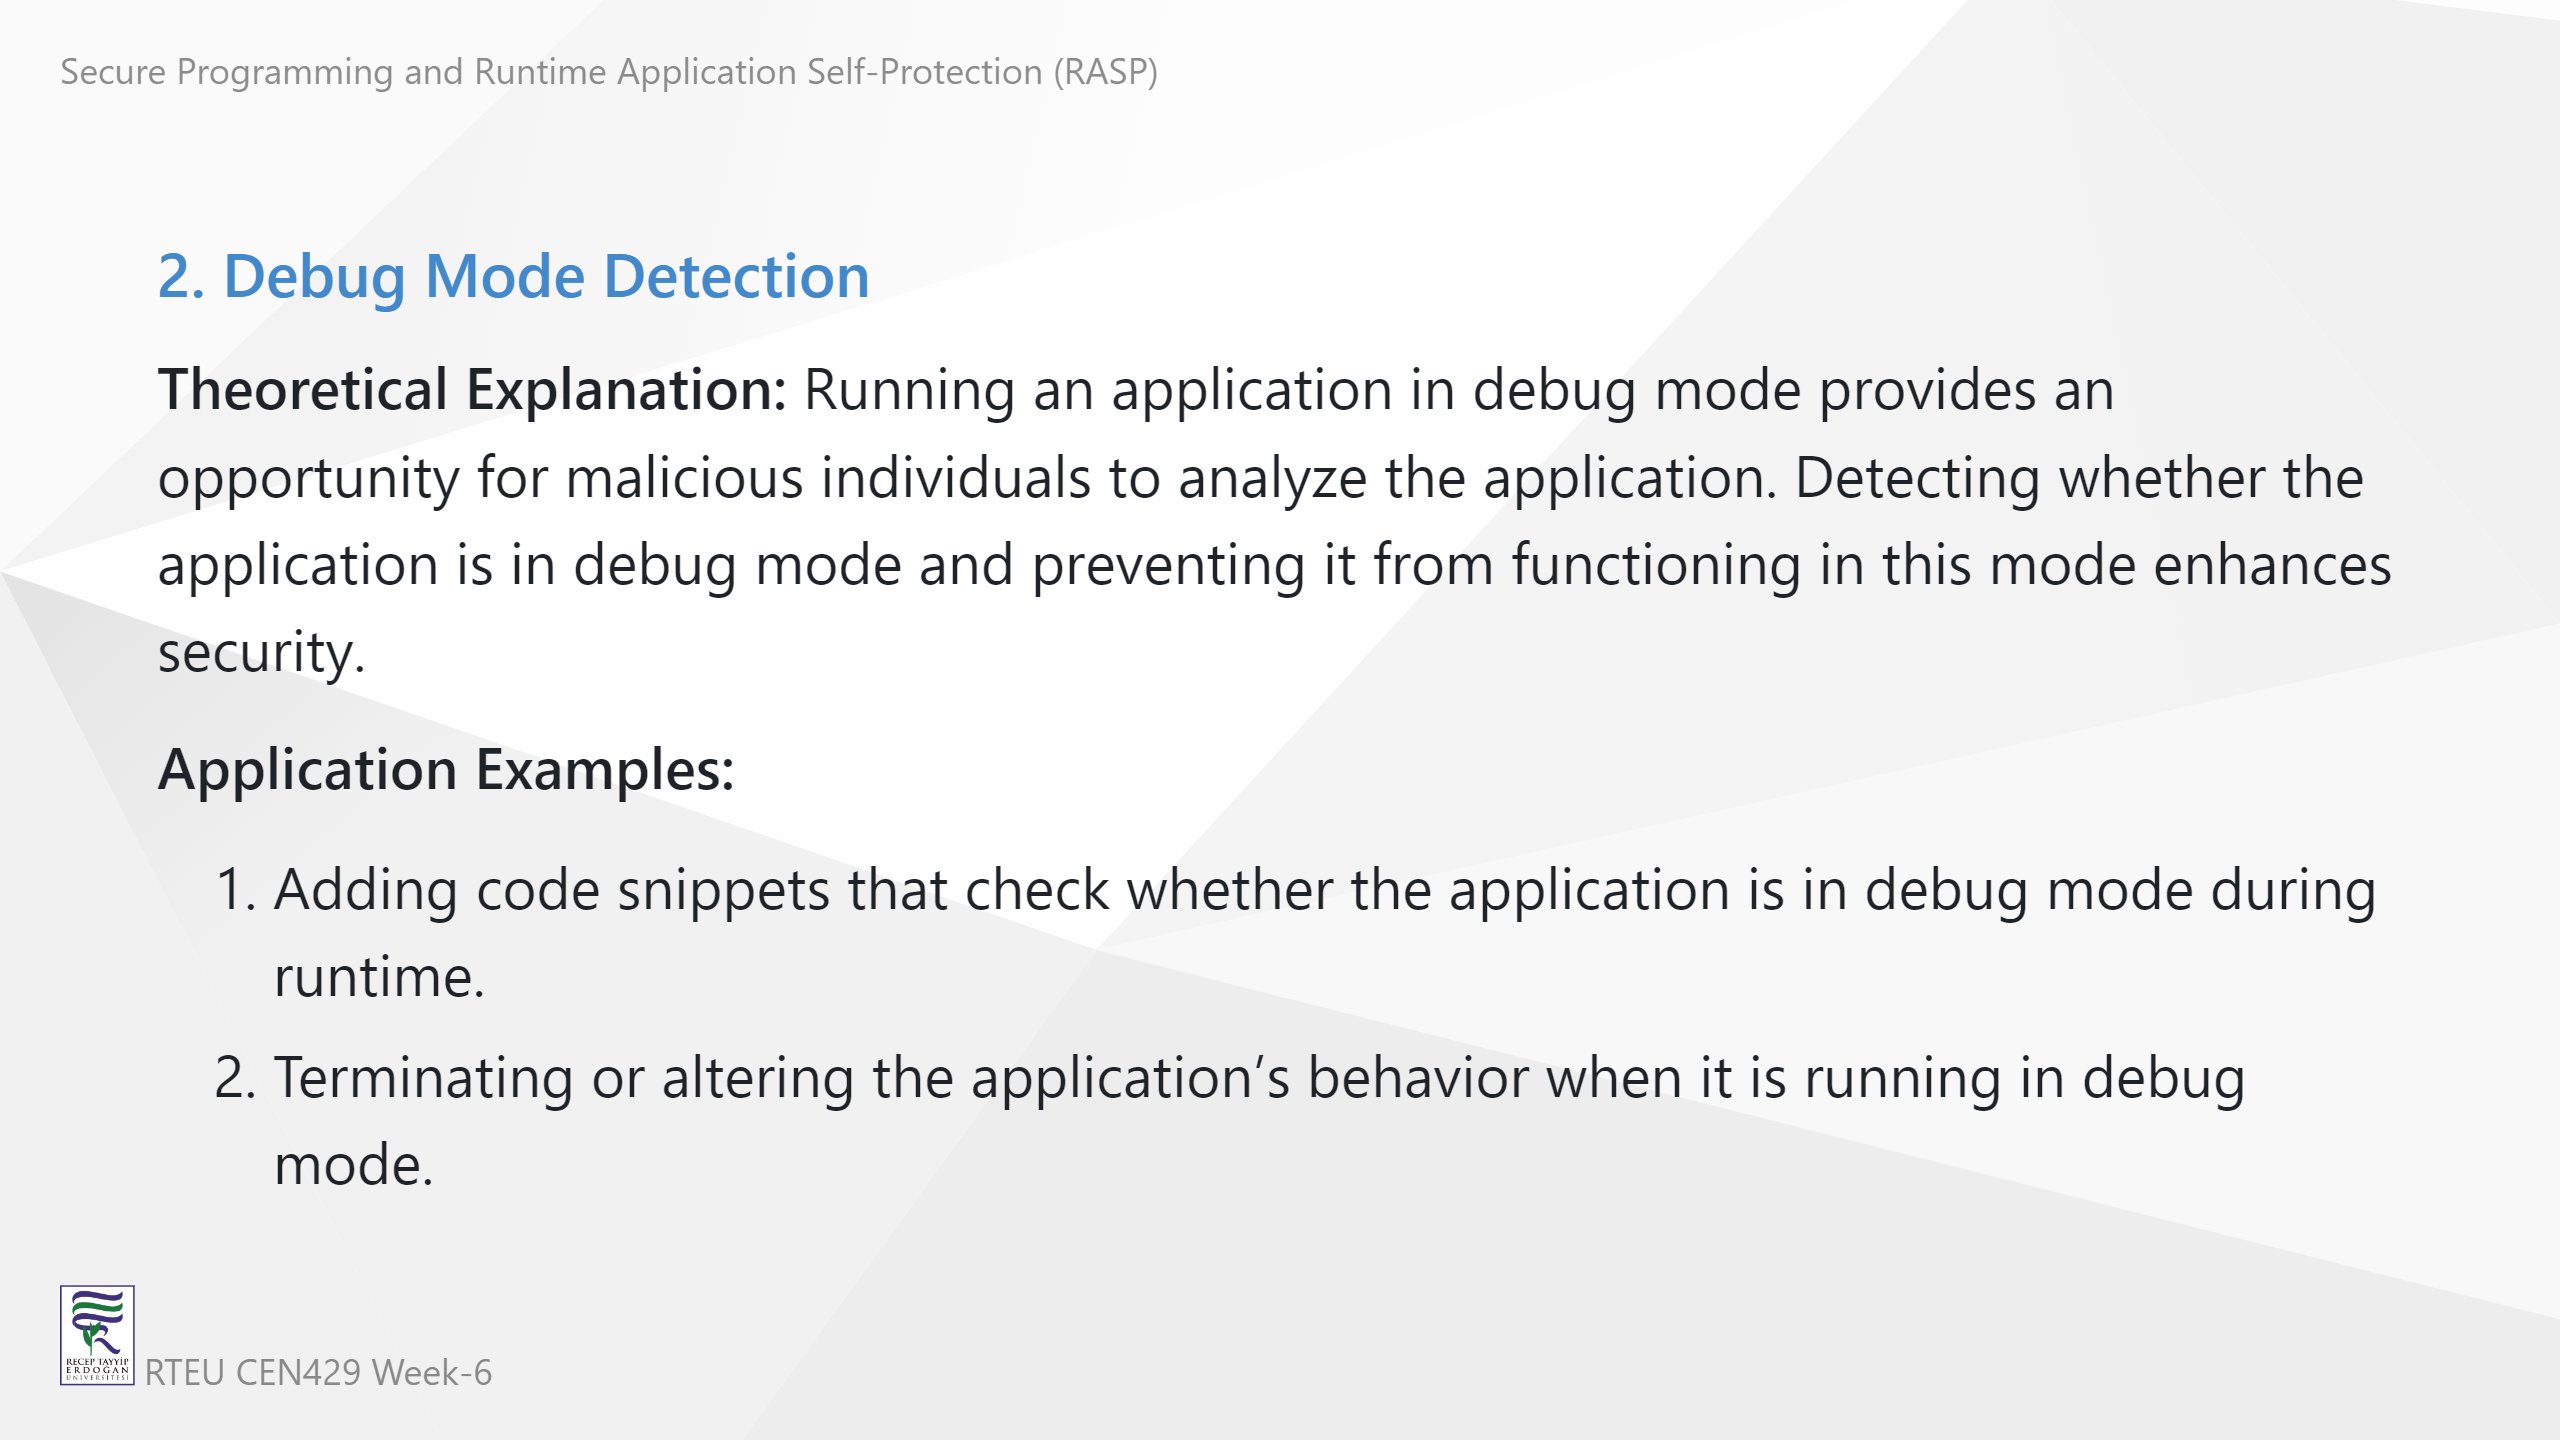 Secure Programming and Runtime Application Self-Protection (RASP)
2. Debug Mode Detection
Theoretical Explanation: Running an application in debug mode provides an
opportunity for malicious individuals to analyze the application. Detecting whether the
application is in debug mode and preventing it from functioning in this mode enhances
security.
Application Examples:
1. Adding code snippets that check whether the application is in debug mode during
runtime.
2. Terminating or altering the application’s behavior when it is running in debug
mode.
RECEP TAYYİP
ERDOĞAN
ÜNİVERSİTESİ
RTEU CEN429 Week-6